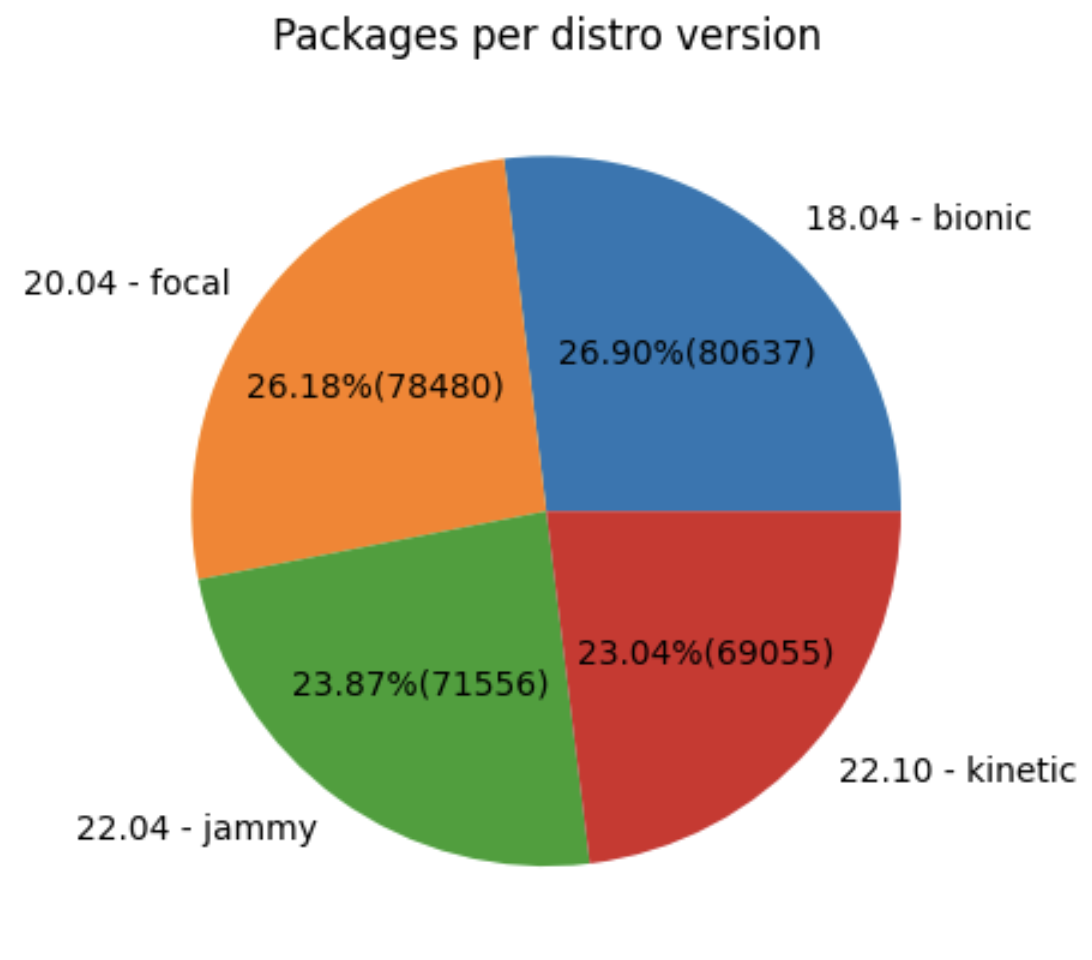 Packages per distro version
18.04 - bionic
20.04 - focal
26.90%(80637)
26.18%(78480)
23.04%(69055)
23.87%(71556)
22.10 - kinetic
22.04 - jammy